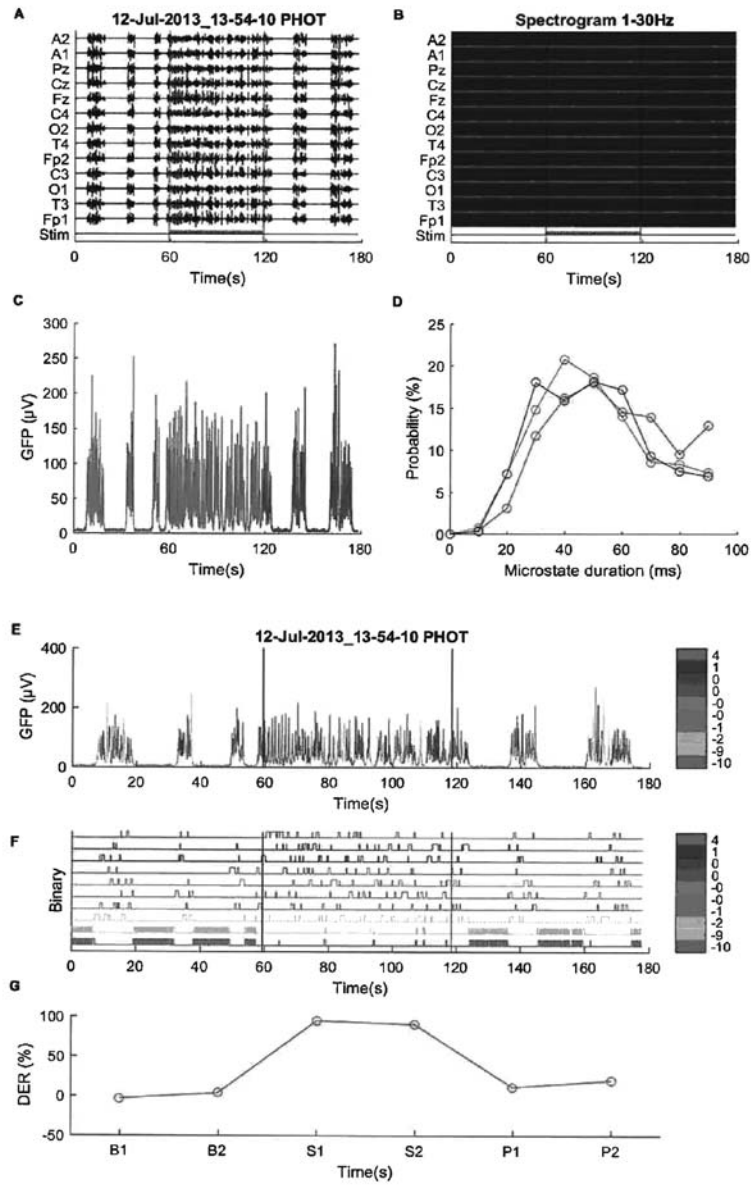 A
12-Jul-2013_13-54-10 PHOT
A2
A1
Pz
Cz
Fz
C4
O2
T4
Fp2
C3
O1
T3
Fp1
Stim
0 60 120 180
Time(s)
B
Spectrogram 1-30Hz
A2
A1
Pz
Cz
Fz
C4
O2
T4
Fp2
C3
O1
T3
Fp1
Stim
0 60 120 180
Time(s)
C
GFP (µV)
300
250
200
150
100
50
0
0 60 120 180
Time(s)
D
Probability (%)
25
20
15
10
5
0
0 20 40 60 80 100
Microstate duration (ms)
E
12-Jul-2013_13-54-10 PHOT
GFP (µV)
400
200
0
0 20 40 60 80 100 120 140 160 180
Time(s)
4
1
0
0
-0
-1
-2
-9
-10
F
Binary
0 20 40 60 80 100 120 140 160 180
Time(s)
4
1
0
0
-0
-1
-2
-9
-10
G
DER (%)
100
50
0
-50
B1 B2 S1 S2 P1 P2
Time(s)